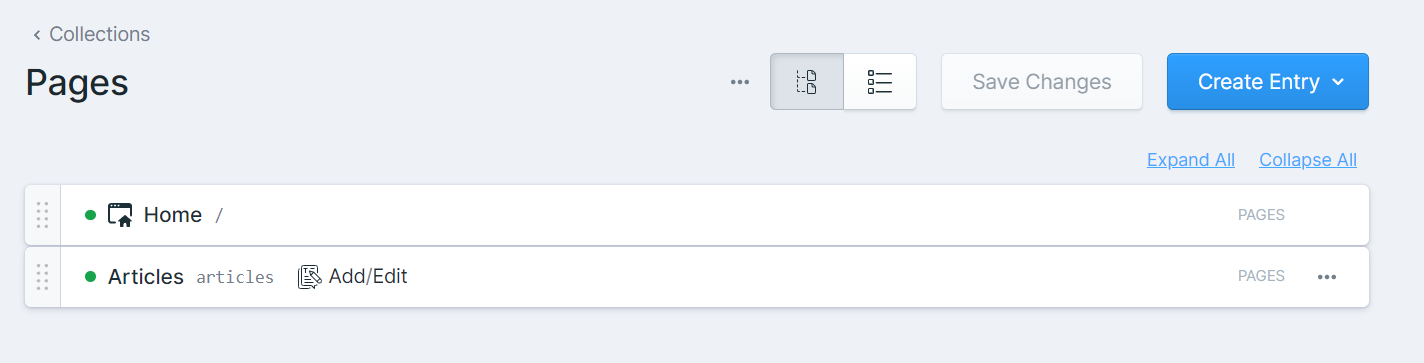 Collections
Pages
Save Changes
Create Entry
Expand All Collapse All
Home / PAGES
Articles articles Add/Edit PAGES